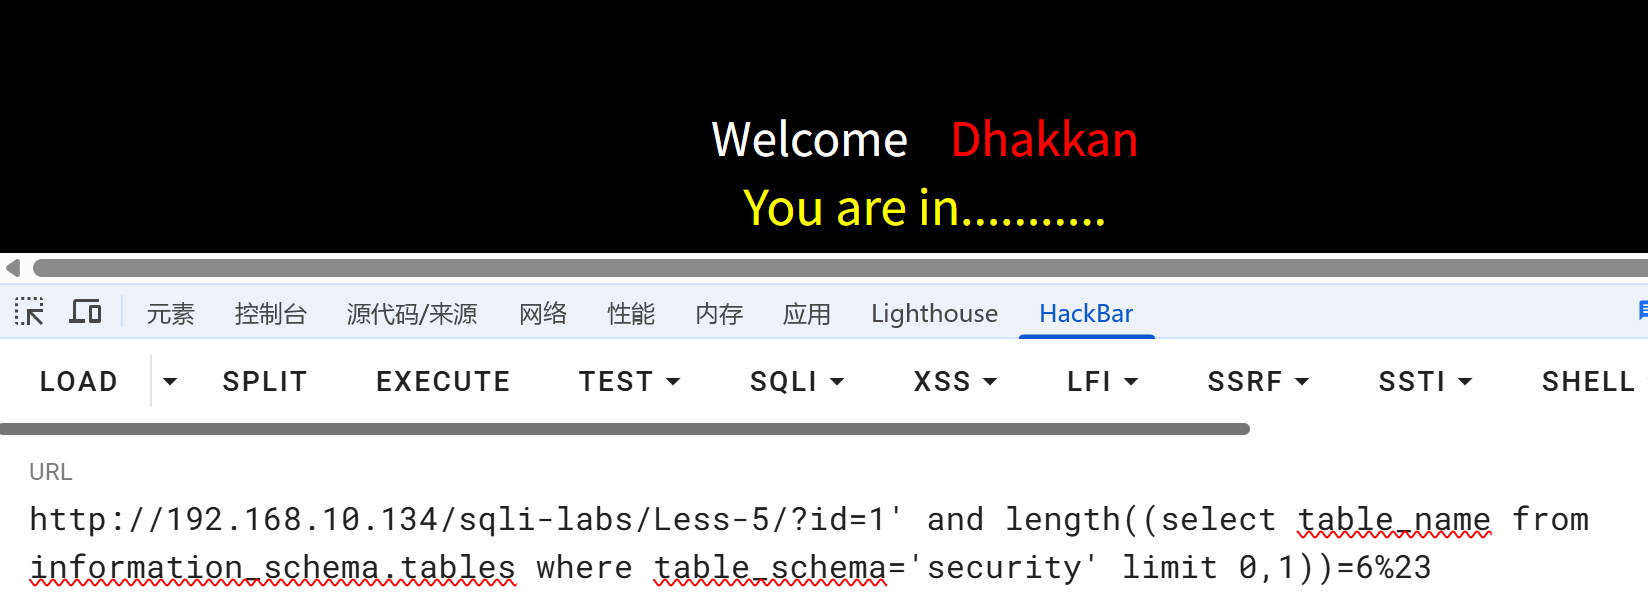 Welcome Dhakkan
You are in...........
元素 控制台 源代码/来源 网络 性能 内存 应用 Lighthouse HackBar
LOAD SPLIT EXECUTE TEST SQLI XSS LFI SSRF SSTI SHELL
URL
http://192.168.10.134/sqli-labs/Less-5/?id=1' and length((select table_name from
information_schema.tables where table_schema='security' limit 0,1))=6%23